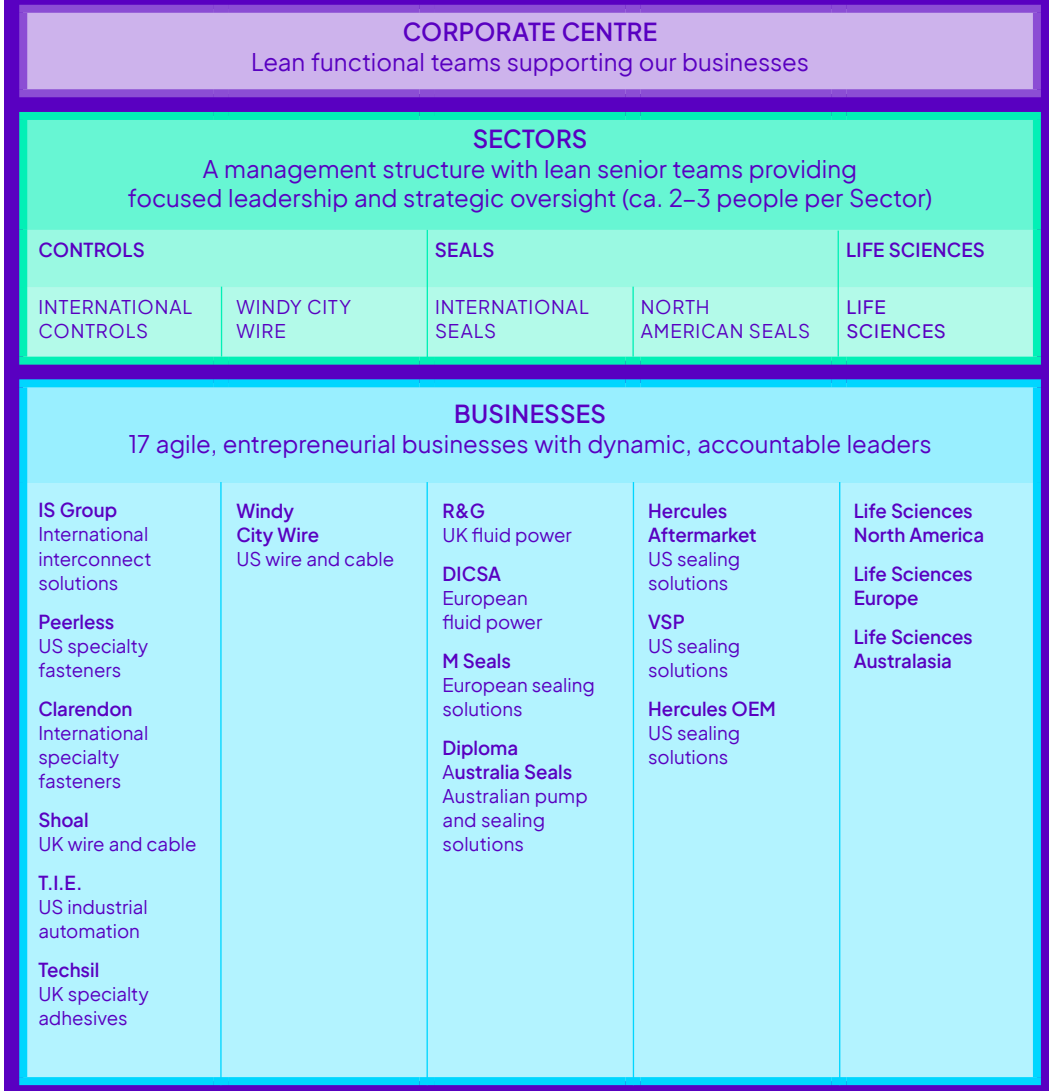 CORPORATE CENTRE
Lean functional teams supporting our businesses
SECTORS
A management structure with lean senior teams providing
focused leadership and strategic oversight (ca. 2–3 people per Sector)
CONTROLS
SEALS
LIFE SCIENCES
INTERNATIONAL
CONTROLS
WINDY CITY
WIRE
INTERNATIONAL
SEALS
NORTH
AMERICAN SEALS
LIFE
SCIENCES
BUSINESSES
17 agile, entrepreneurial businesses with dynamic, accountable leaders
IS Group
International
interconnect
solutions
Peerless
US specialty
fasteners
Clarendon
International
specialty
fasteners
Shoal
UK wire and cable
T.I.E.
US industrial
automation
Techsil
UK specialty
adhesives
Windy
City Wire
US wire and cable
R&G
UK fluid power
DICSA
European
fluid power
M Seals
European sealing
solutions
Diploma
Australia Seals
Australian pump
and sealing
solutions
Hercules
Aftermarket
US sealing
solutions
VSP
US sealing
solutions
Hercules OEM
US sealing
solutions
Life Sciences
North America
Life Sciences
Europe
Life Sciences
Australasia